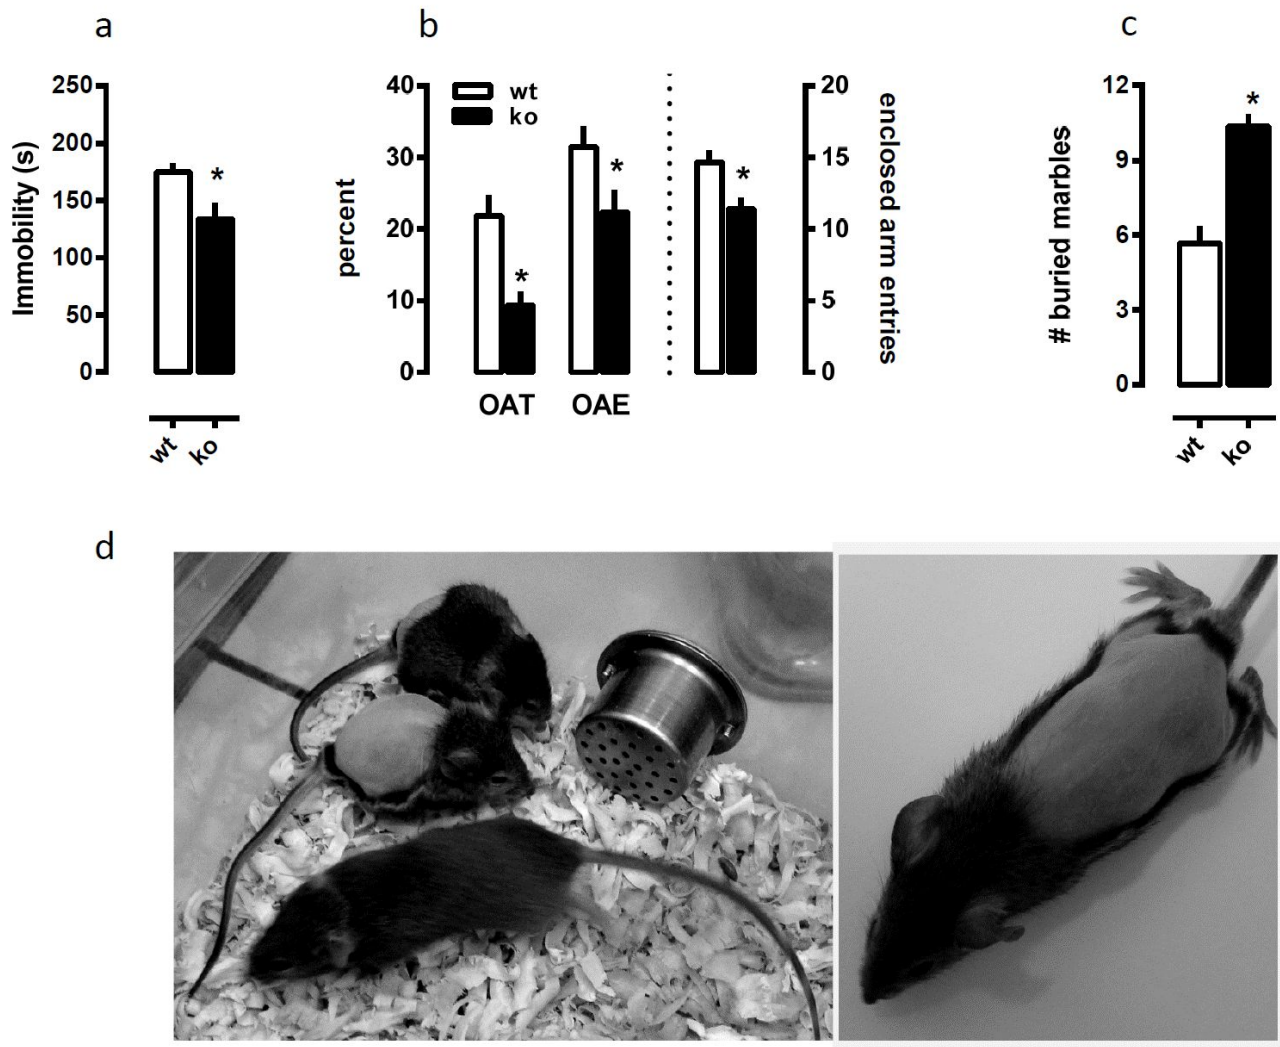 a
Immobility (s)
250
200
150
100
50
0
*
wt
ko
b
percent
40
30
20
10
0
wt
ko
*
*
*
OAT
OAE
20
15
10
5
0
enclosed arm entries
c
# buried marbles
12
9
6
3
0
*
wt
ko
d